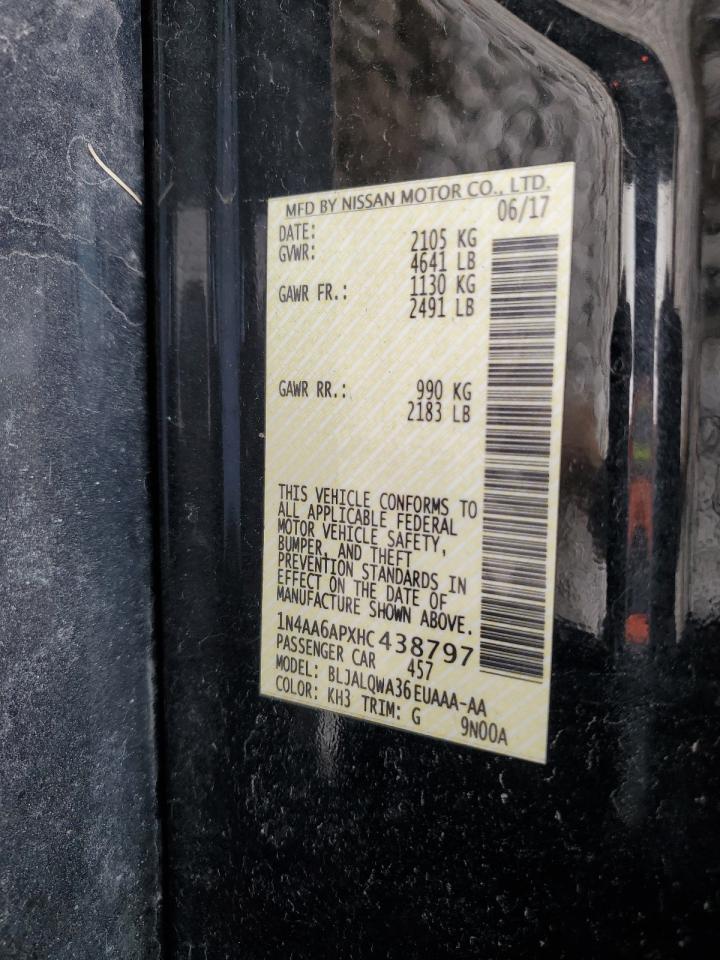 MFD BY NISSAN MOTOR CO., LTD.
DATE: 06/17
GVWR: 2105 KG
4641 LB
GAWR FR.: 1130 KG
2491 LB
GAWR RR.: 990 KG
2183 LB
THIS VEHICLE CONFORMS TO
ALL APPLICABLE FEDERAL
MOTOR VEHICLE SAFETY,
BUMPER, AND THEFT
PREVENTION STANDARDS IN
EFFECT ON THE DATE OF
MANUFACTURE SHOWN ABOVE.
1N4AA6APXHC438797
PASSENGER CAR 457
MODEL: BLJALQWA36EUAAA-AA
COLOR: KH3 TRIM: G 9N00A